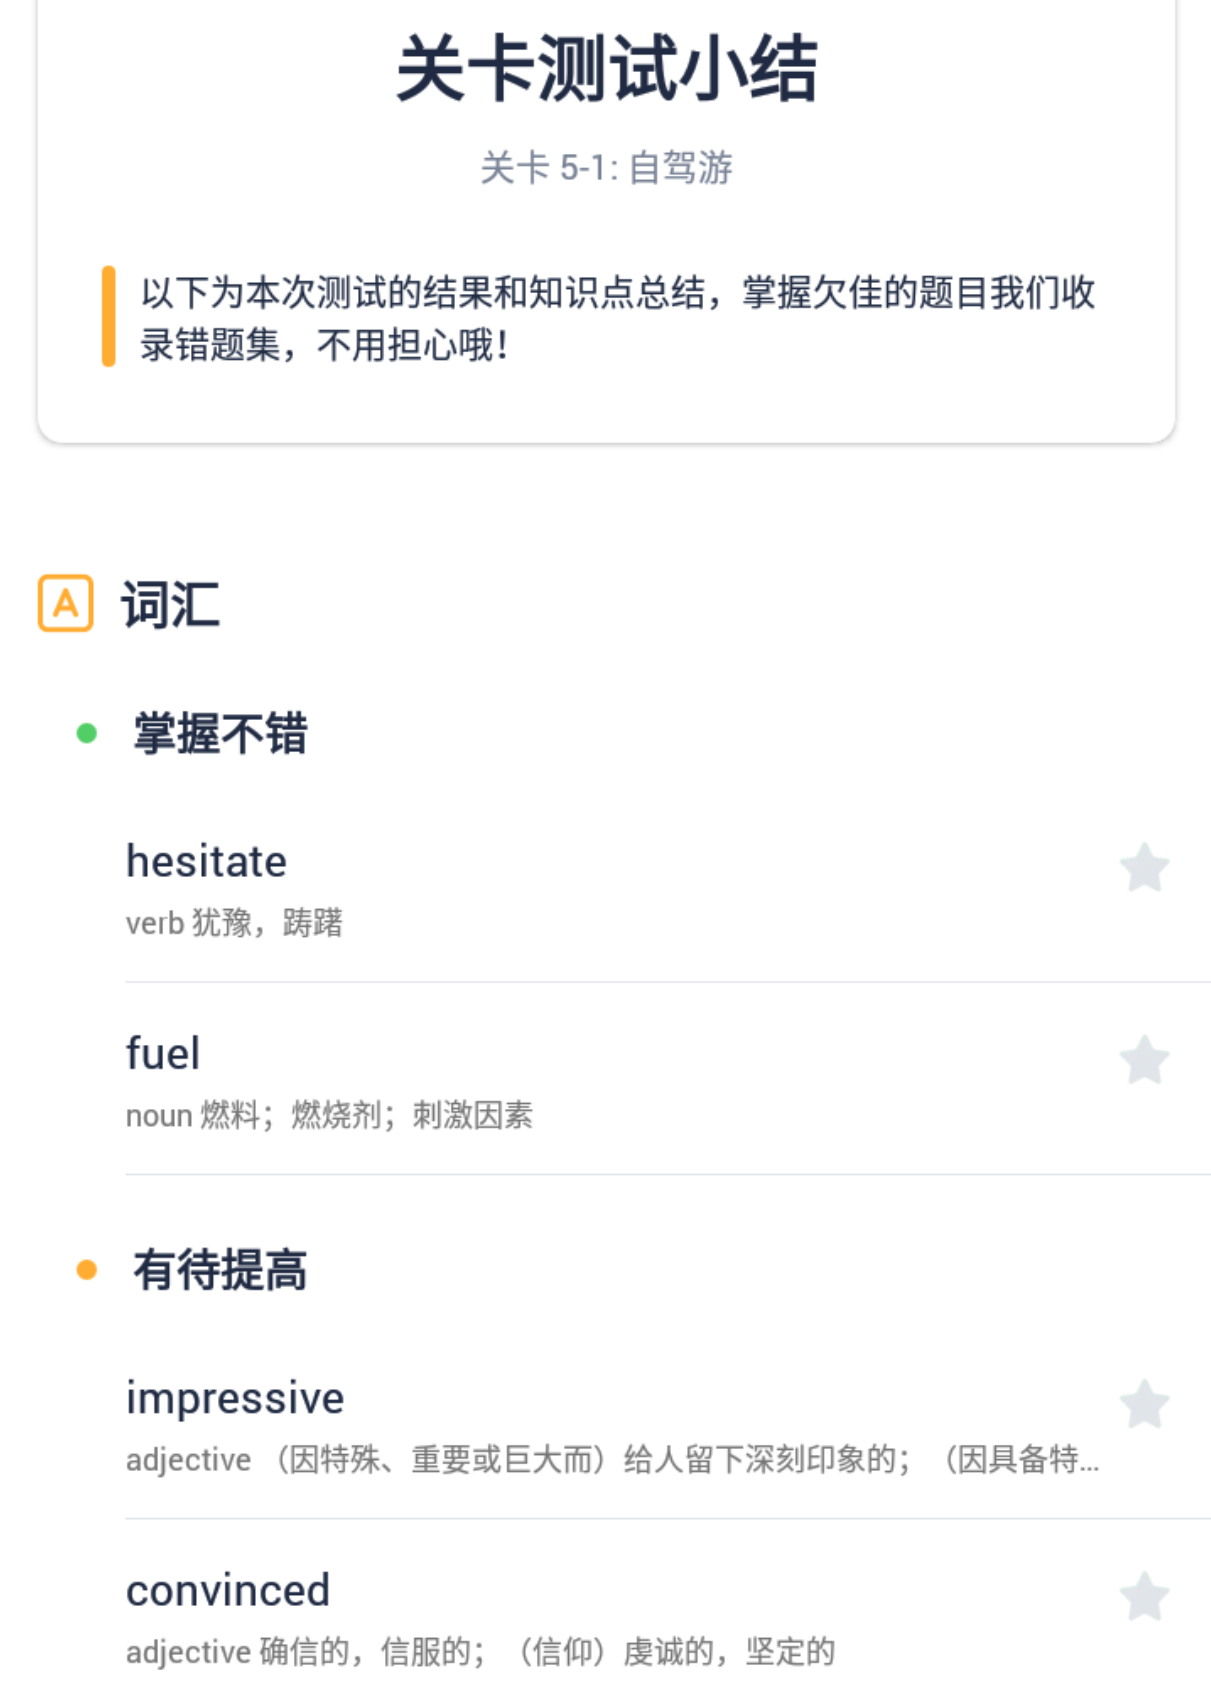 关卡测试小结
关卡 5-1: 自驾游
以下为本次测试的结果和知识点总结，掌握欠佳的题目我们收
录错题集，不用担心哦！
A 词汇
掌握不错
hesitate
verb 犹豫，踌躇
fuel
noun 燃料；燃烧剂；刺激因素
有待提高
impressive
adjective （因特殊、重要或巨大而）给人留下深刻印象的；（因具备特...
convinced
adjective 确信的，信服的；（信仰）虔诚的，坚定的